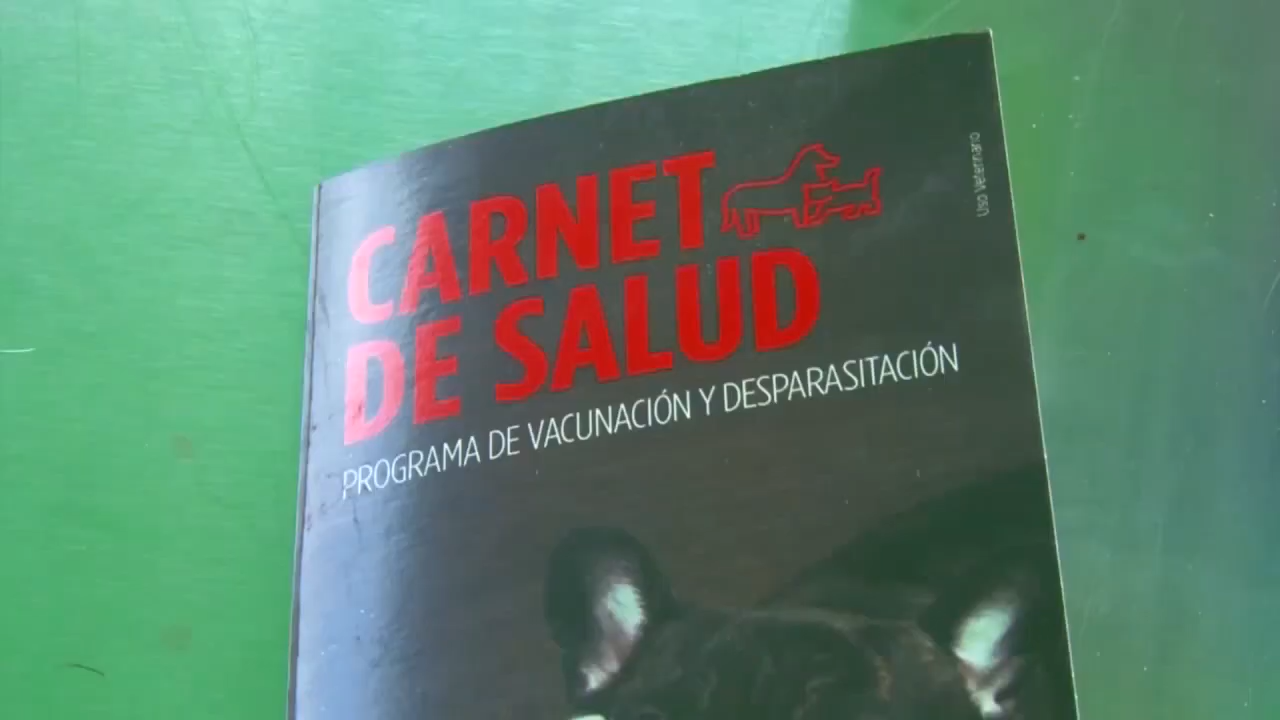 CARNET
DE SALUD
PROGRAMA DE VACUNACIÓN Y DESPARASITACIÓN
Uso Veterinario